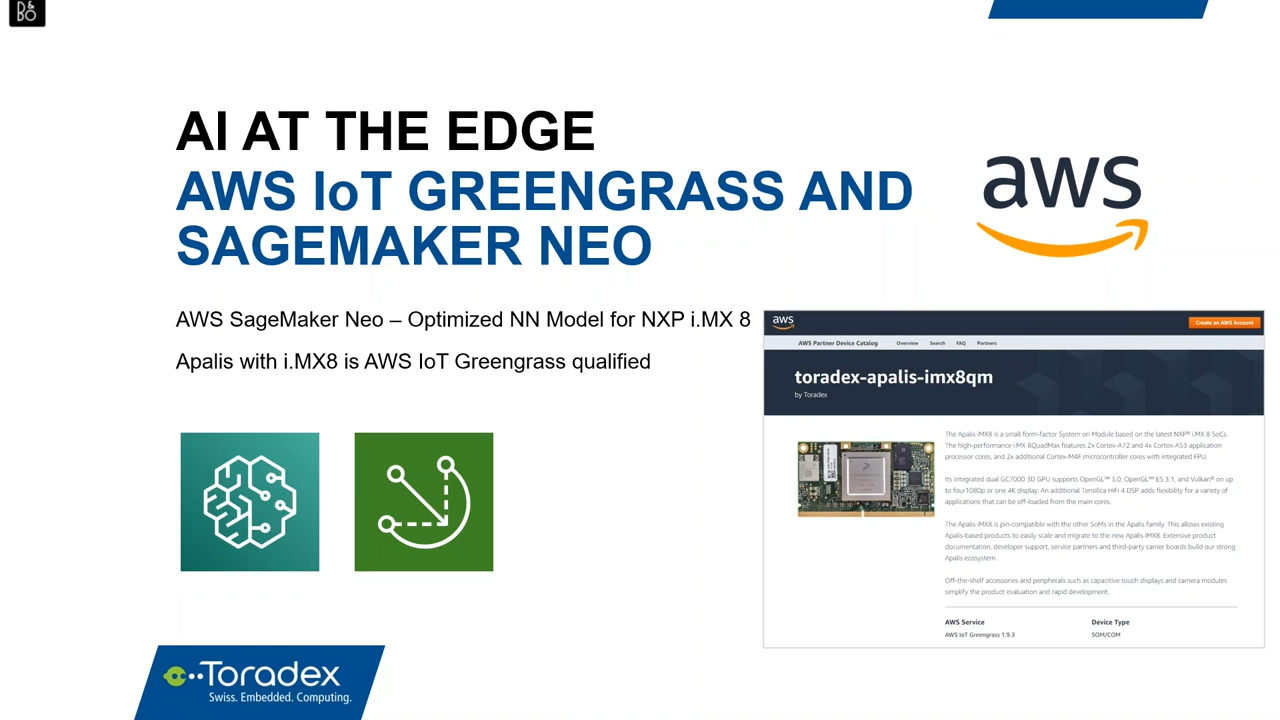 B&O
AI AT THE EDGE
AWS IoT GREENGRASS AND
SAGEMAKER NEO
aws
AWS SageMaker Neo – Optimized NN Model for NXP i.MX 8
Apalis with i.MX8 is AWS IoT Greengrass qualified
aws
Create an AWS Account
AWS Partner Device Catalog Overview Search FAQ Partners
toradex-apalis-imx8qm
by Toradex
The Apalis iMX8 is a small form-factor System on Module based on the latest NXP® i.MX 8 SoCs.
The high-performance i.MX 8QuadMax features 2x Cortex-A72 and 4x Cortex-A53 application
processor cores, and 2x additional Cortex-M4F microcontroller cores with integrated FPU.
Its integrated dual GC7000 3D GPU supports OpenGL™ 3.0, OpenGL™ ES 3.1, and Vulkan® on up
to four1080p or one 4K display. An additional Tensilica HiFi 4 DSP adds flexibility for a variety of
applications that can be off-loaded from the main cores.
The Apalis iMX8 is pin-compatible with the other SoMs in the Apalis family. This allows existing
Apalis-based products to easily scale and migrate to the new Apalis iMX8. Extensive product
documentation, developer support, service partners and third-party carrier boards build our strong
Apalis ecosystem.
Off-the-shelf accessories and peripherals such as capacitive touch displays and camera modules
simplify the product evaluation and rapid development.
AWS Service Device Type
AWS IoT Greengrass 1.9.3 SOM/COM
Toradex
Swiss. Embedded. Computing.